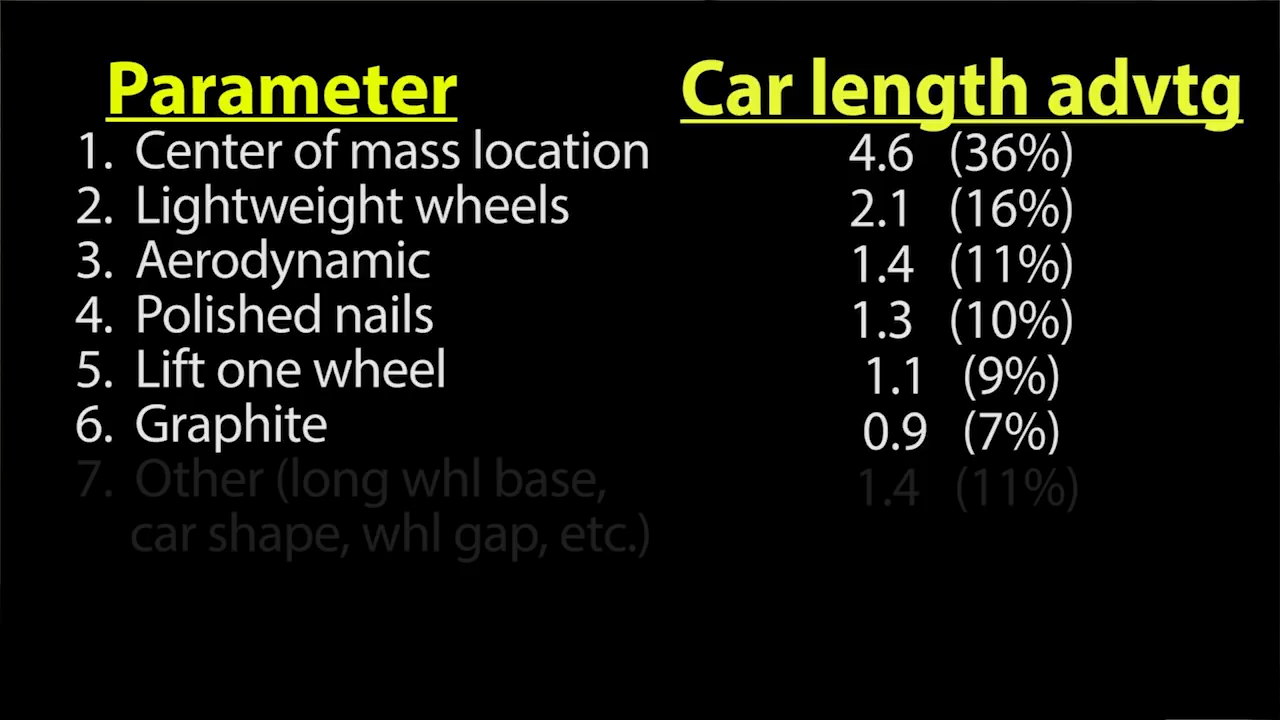 Parameter Car length advtg
1. Center of mass location 4.6 (36%)
2. Lightweight wheels 2.1 (16%)
3. Aerodynamic 1.4 (11%)
4. Polished nails 1.3 (10%)
5. Lift one wheel 1.1 (9%)
6. Graphite 0.9 (7%)
7. Other (long whl base, 1.4 (11%)
car shape, whl gap, etc.)